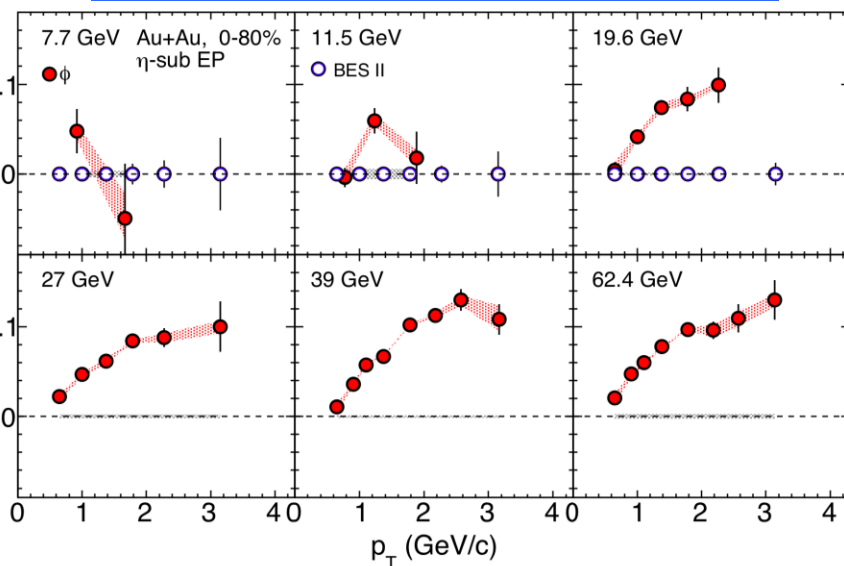 7.7 GeV Au+Au, 0-80%
η-sub EP
ϕ
11.5 GeV
BES II
19.6 GeV
.1
0
27 GeV
39 GeV
62.4 GeV
.1
0
0 1 2 3 4 0 1 2 3 4 0 1 2 3 4
p_T (GeV/c)